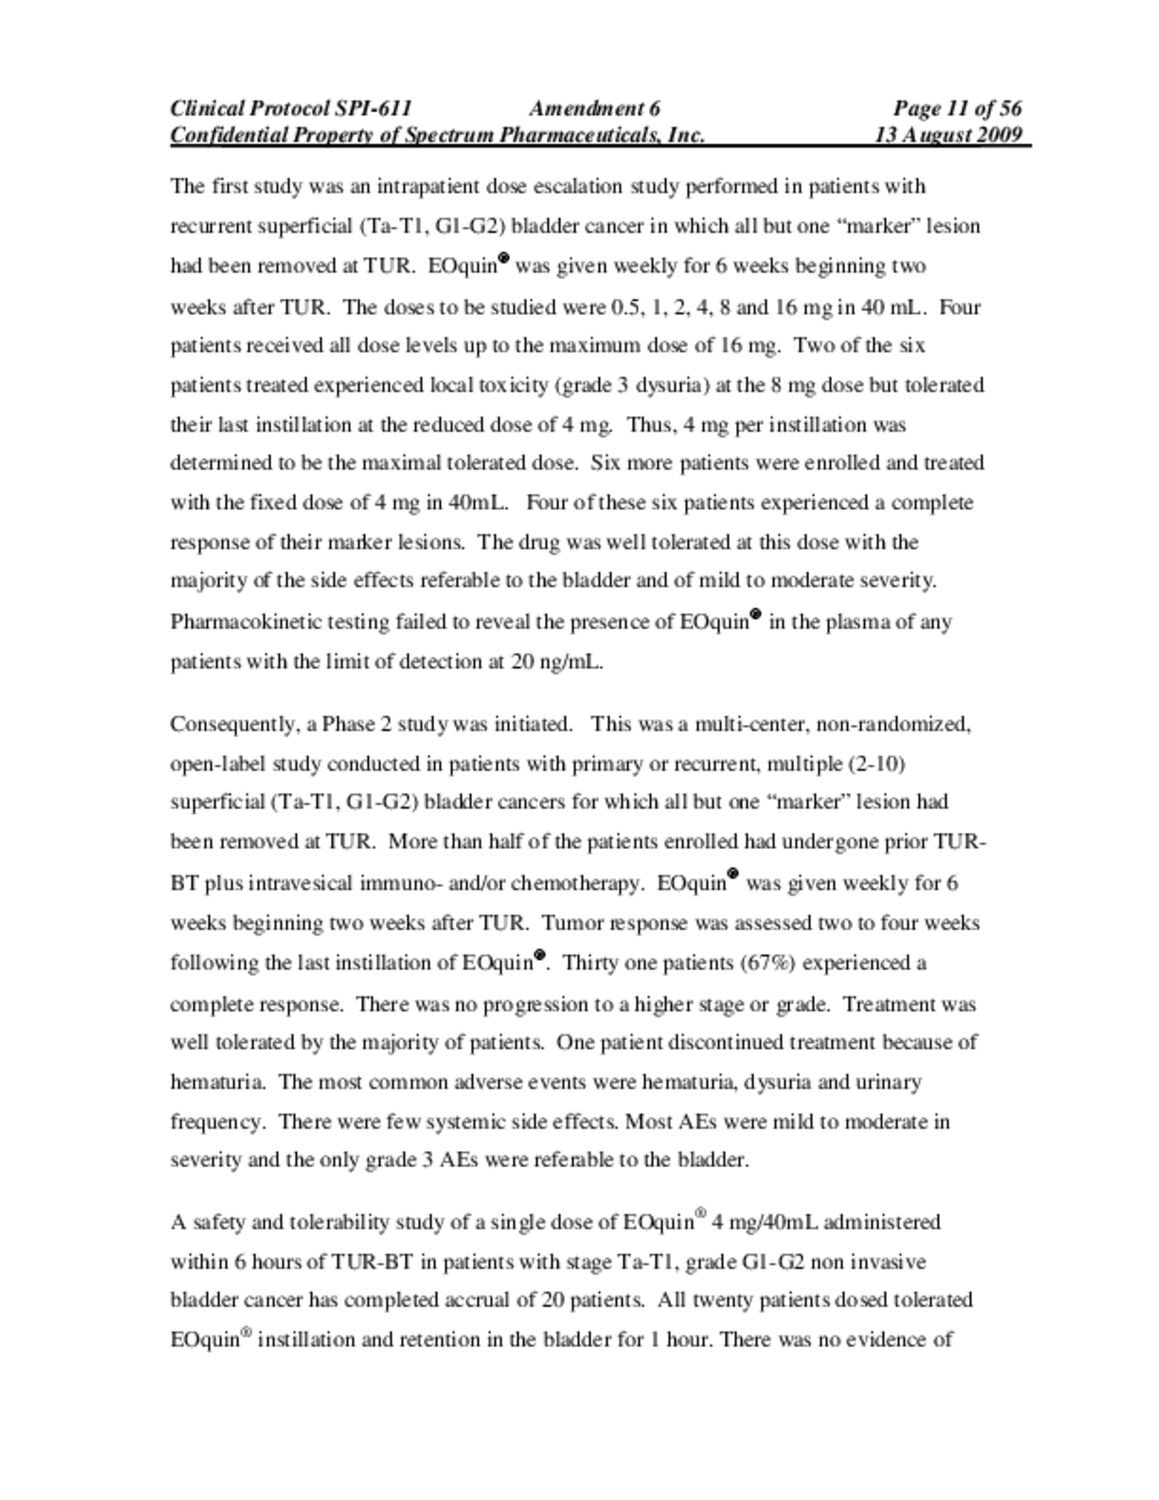 Clinical Protocol SPI-611 Amendment 6 Page 11 of 56
Confidential Property of Spectrum Pharmaceuticals, Inc. 13 August 2009
The first study was an intrapatient dose escalation study performed in patients with
recurrent superficial (Ta-T1, G1-G2) bladder cancer in which all but one “marker” lesion
had been removed at TUR. EOquin® was given weekly for 6 weeks beginning two
weeks after TUR. The doses to be studied were 0.5, 1, 2, 4, 8 and 16 mg in 40 mL. Four
patients received all dose levels up to the maximum dose of 16 mg. Two of the six
patients treated experienced local toxicity (grade 3 dysuria) at the 8 mg dose but tolerated
their last instillation at the reduced dose of 4 mg. Thus, 4 mg per instillation was
determined to be the maximal tolerated dose. Six more patients were enrolled and treated
with the fixed dose of 4 mg in 40mL. Four of these six patients experienced a complete
response of their marker lesions. The drug was well tolerated at this dose with the
majority of the side effects referable to the bladder and of mild to moderate severity.
Pharmacokinetic testing failed to reveal the presence of EOquin® in the plasma of any
patients with the limit of detection at 20 ng/mL.
Consequently, a Phase 2 study was initiated. This was a multi-center, non-randomized,
open-label study conducted in patients with primary or recurrent, multiple (2-10)
superficial (Ta-T1, G1-G2) bladder cancers for which all but one “marker” lesion had
been removed at TUR. More than half of the patients enrolled had undergone prior TUR-
BT plus intravesical immuno- and/or chemotherapy. EOquin® was given weekly for 6
weeks beginning two weeks after TUR. Tumor response was assessed two to four weeks
following the last instillation of EOquin®. Thirty one patients (67%) experienced a
complete response. There was no progression to a higher stage or grade. Treatment was
well tolerated by the majority of patients. One patient discontinued treatment because of
hematuria. The most common adverse events were hematuria, dysuria and urinary
frequency. There were few systemic side effects. Most AEs were mild to moderate in
severity and the only grade 3 AEs were referable to the bladder.
A safety and tolerability study of a single dose of EOquin® 4 mg/40mL administered
within 6 hours of TUR-BT in patients with stage Ta-T1, grade G1-G2 non invasive
bladder cancer has completed accrual of 20 patients. All twenty patients dosed tolerated
EOquin® instillation and retention in the bladder for 1 hour. There was no evidence of